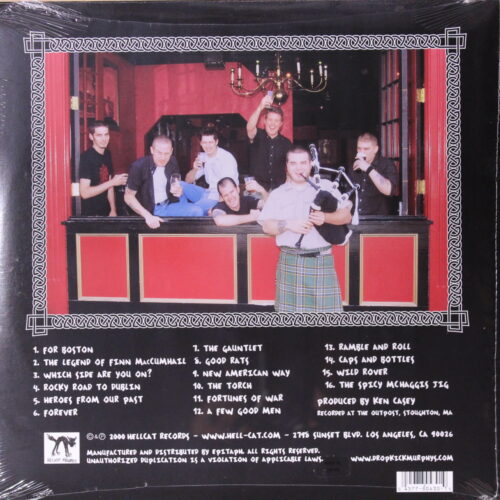 1. FOR BOSTON
2. THE LEGEND OF FINN MACCUMHAIL
3. WHICH SIDE ARE YOU ON?
4. ROCKY ROAD TO DUBLIN
5. HEROES FROM OUR PAST
6. FOREVER
7. THE GAUNTLET
8. GOOD RATS
9. NEW AMERICAN WAY
10. THE TORCH
11. FORTUNES OF WAR
12. A FEW GOOD MEN
13. RAMBLE AND ROLL
14. CAPS AND BOTTLES
15. WILD ROVER
16. THE SPICY MCHAGGIS JIG
PRODUCED BY KEN CASEY
RECORDED AT THE OUTPOST, STOUGHTON, MA
HELLCAT RECORDS
©℗ 2000 HELLCAT RECORDS - WWW.HELL-CAT.COM - 2798 SUNSET BLVD. LOS ANGELES, CA 90026
MANUFACTURED AND DISTRIBUTED BY EPITAPH. ALL RIGHTS RESERVED.
UNAUTHORIZED DUPLICATION IS A VIOLATION OF APPLICABLE LAWS.
WWW.DROPKICKMURPHYS.COM